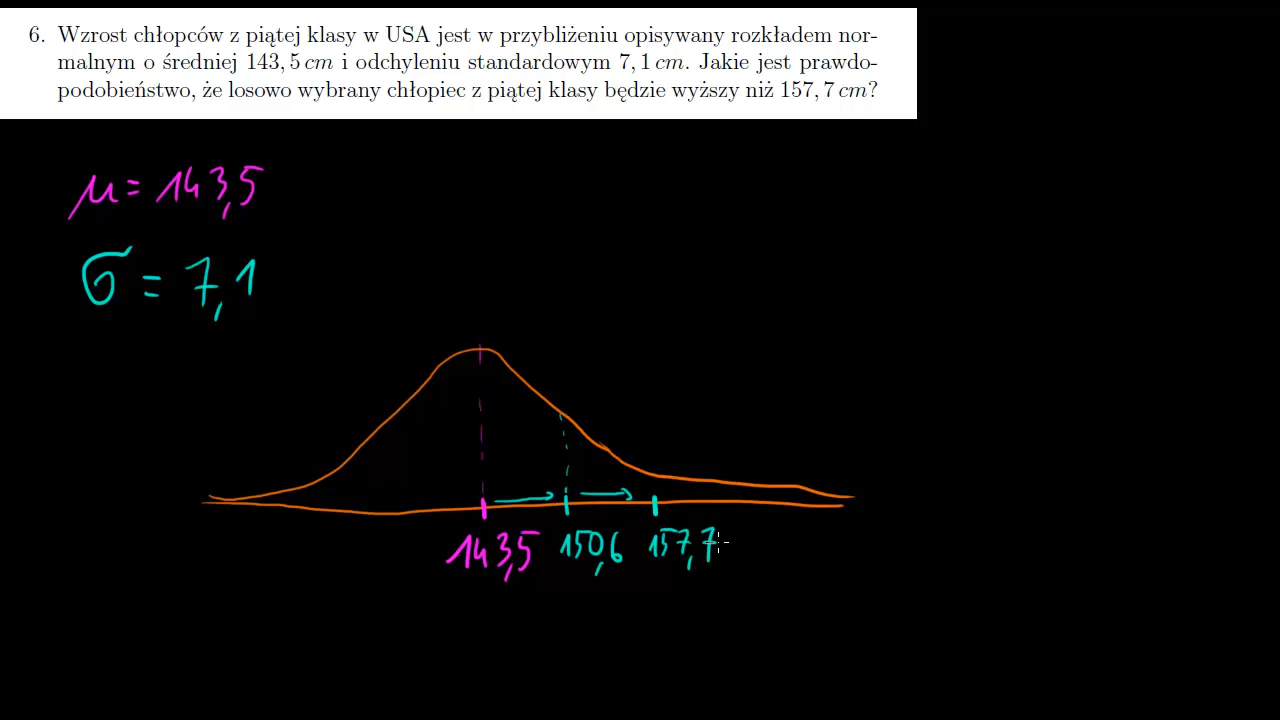 6. Wzrost chłopców z piątej klasy w USA jest w przybliżeniu opisywany rozkładem nor-
malnym o średniej 143, 5 cm i odchyleniu standardowym 7, 1 cm. Jakie jest prawdo-
podobieństwo, że losowo wybrany chłopiec z piątej klasy będzie wyższy niż 157, 7 cm?
μ = 143,5
σ = 7,1
143,5 150,6 157,7